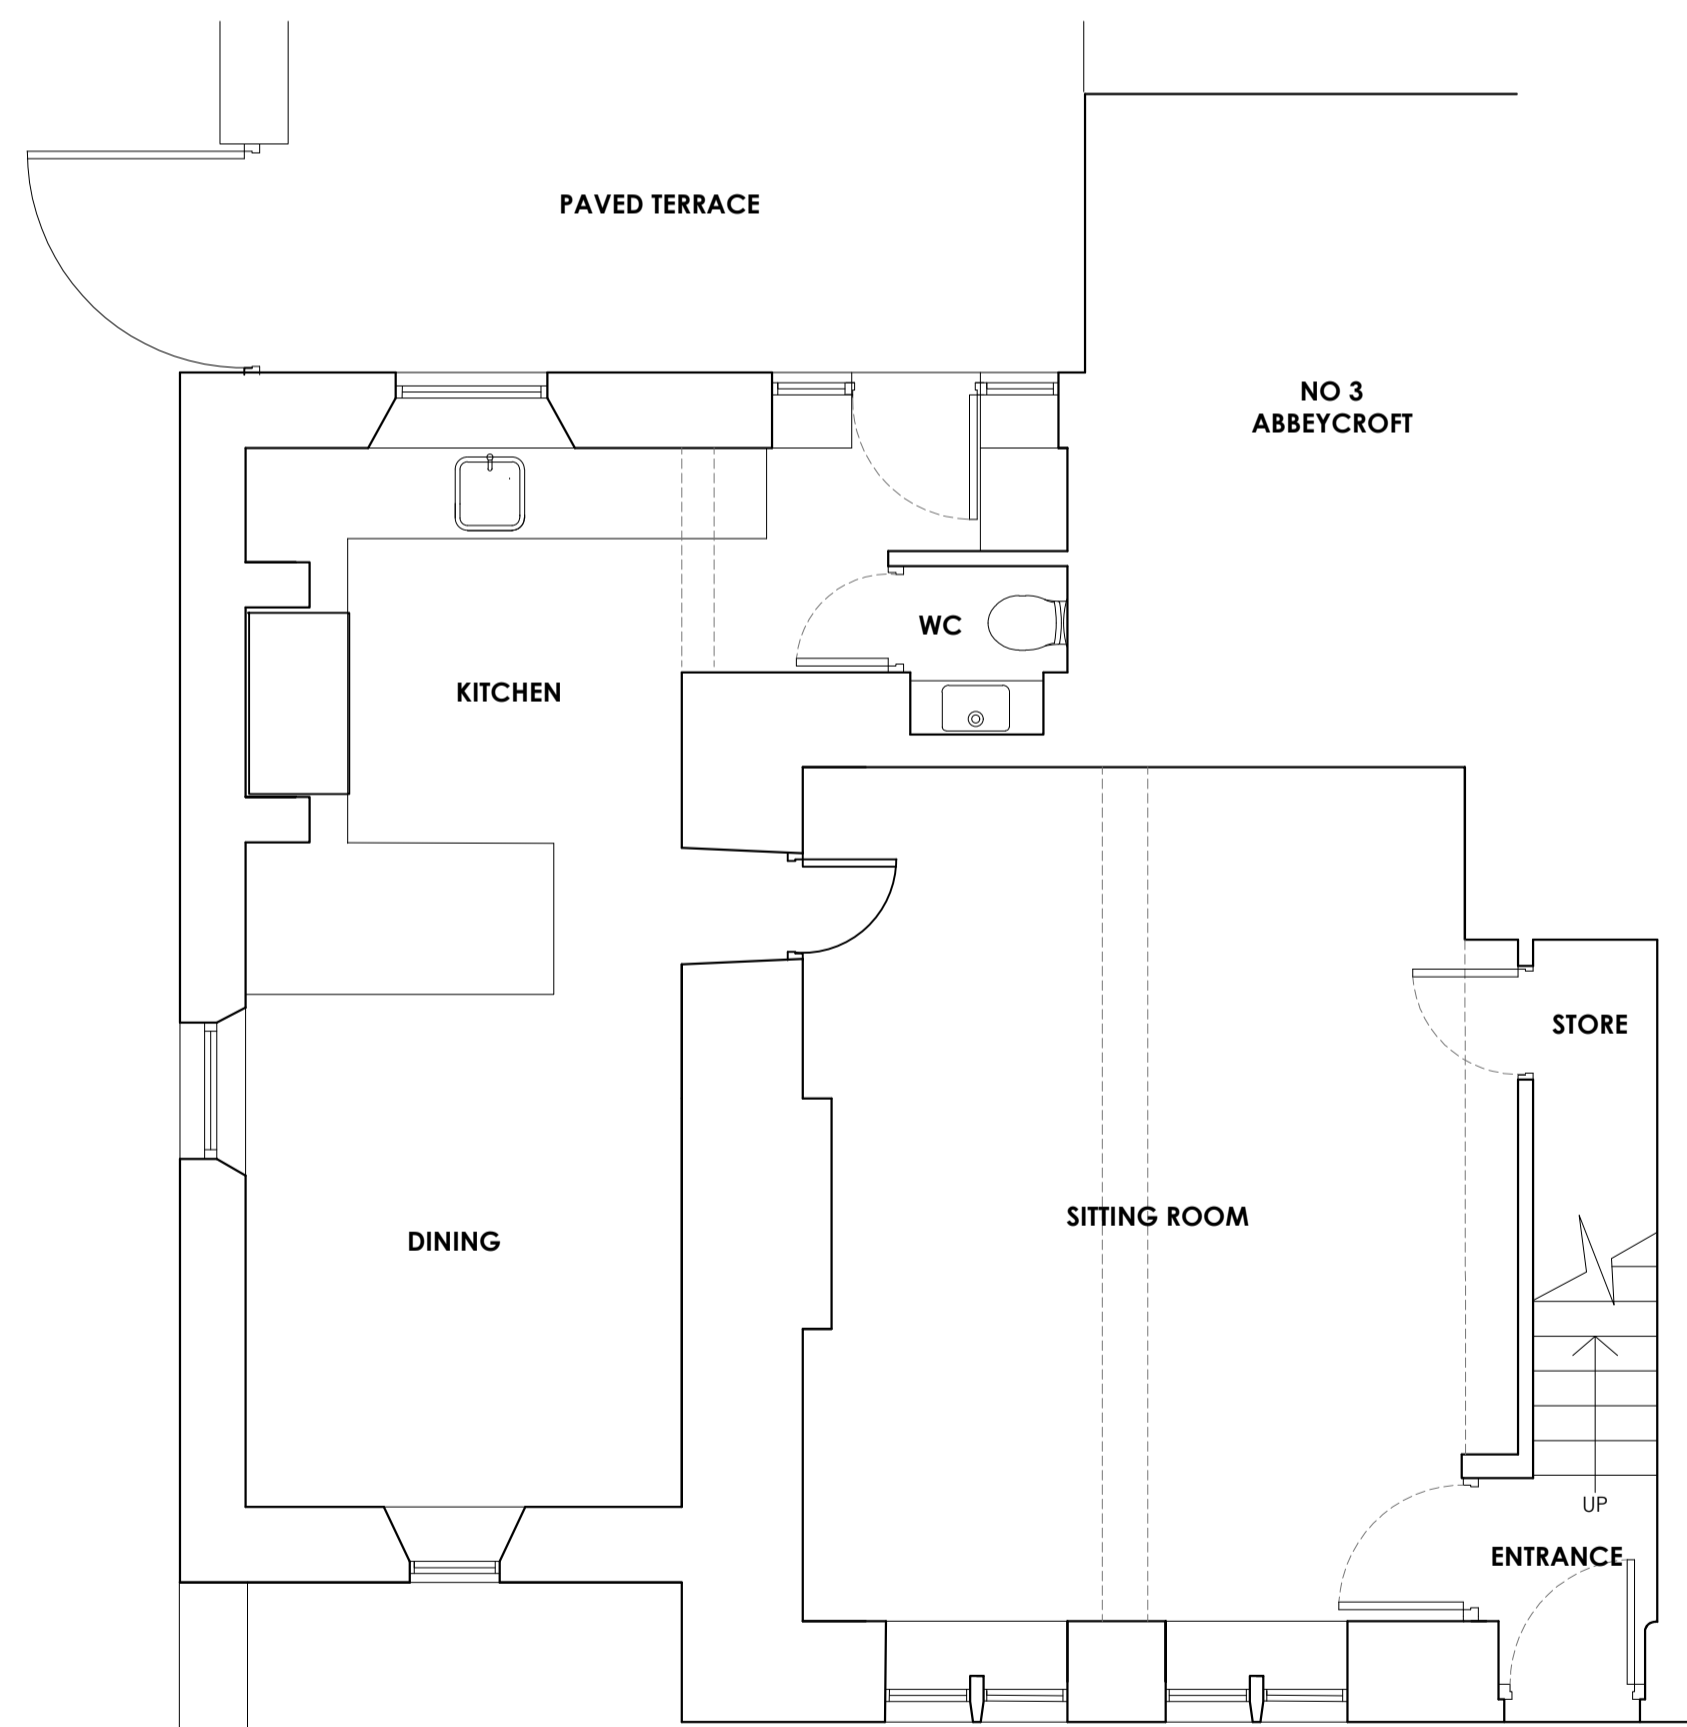 PAVED TERRACE
NO 3
ABBEYCROFT
WC
KITCHEN
STORE
SITTING ROOM
DINING
UP
ENTRANCE